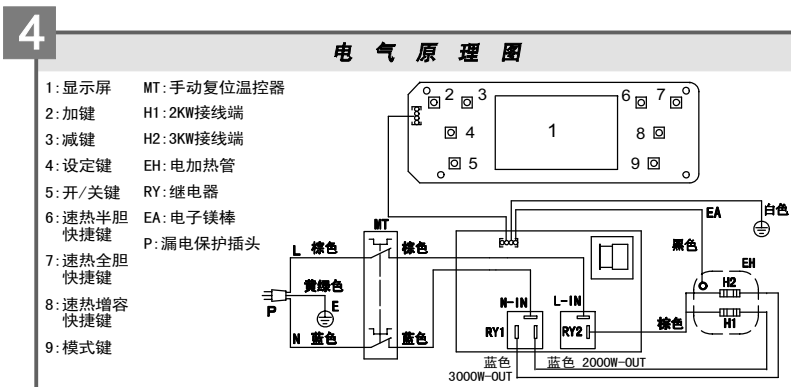 4
电 气 原 理 图
1:显示屏
2:加键
3:减键
4:设定键
5:开/关键
6:速热半胆
快捷键
7:速热全胆
快捷键
8:速热增容
快捷键
9:模式键
MT:手动复位温控器
H1:2KW接线端
H2:3KW接线端
EH:电加热管
RY:继电器
EA:电子镁棒
P:漏电保护插头
2 3 6 7
4 1 8
5 9
MT
EA 白色
L 棕色 棕色
黑色
EH
黄绿色
H2
P E
N-IN L-IN
棕色 H1
RY1 RY2
N 蓝色 蓝色
蓝色 蓝色 2000W-OUT
3000W-OUT